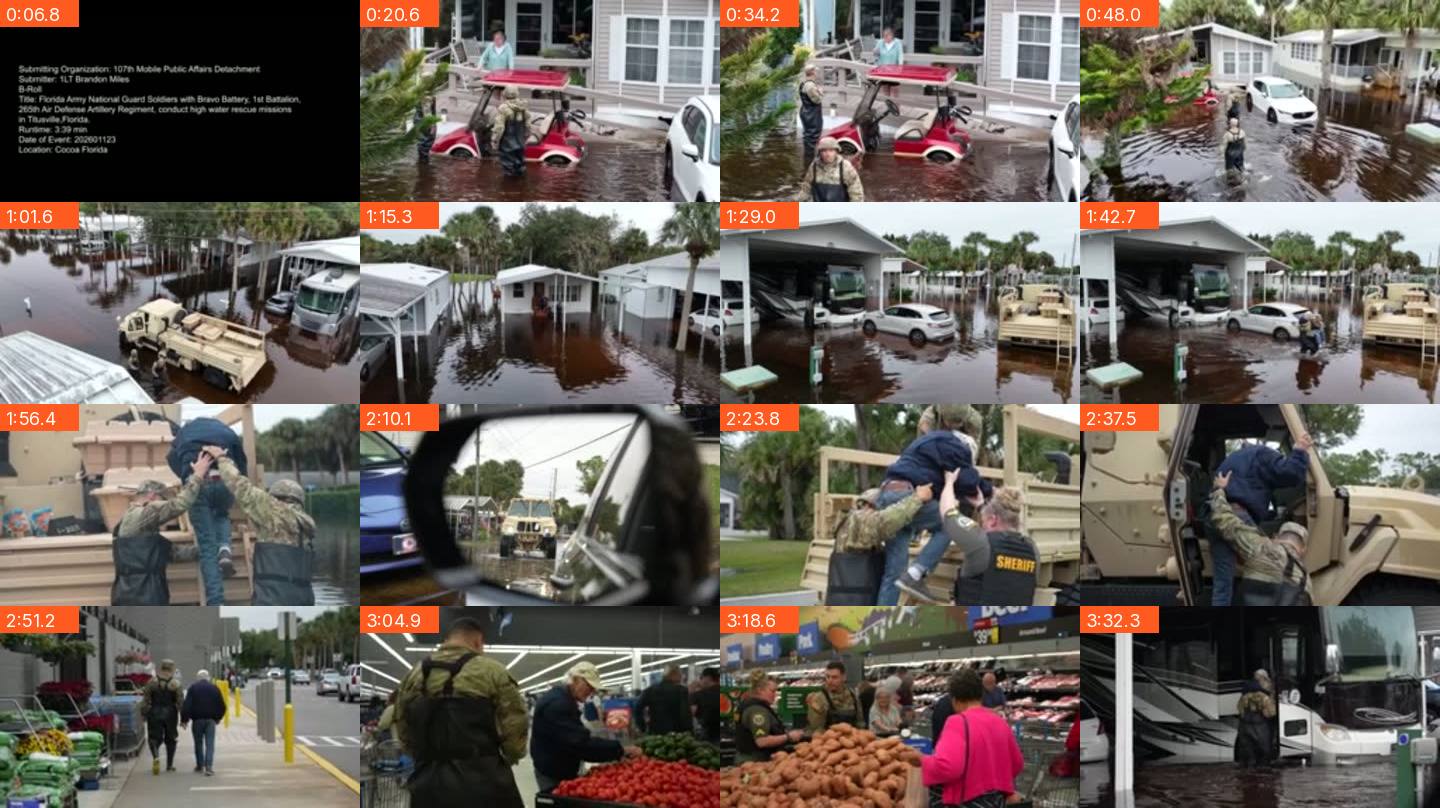 0:06.8
0:20.6
0:34.2
0:48.0
Submitting Organization: 107th Mobile Public Affairs Detachment
Submitter: 1LT Brandon Miles
B-Roll
Title: Florida Army National Guard Soldiers with Bravo Battery, 1st Battalion,
265th Air Defense Artillery Regiment, conduct high water rescue missions
in Titusville,Florida.
Runtime: 3:39 min
Date of Event: 202601123
Location: Cocoa Florida
1:01.6
1:15.3
1:29.0
1:42.7
1:56.4
2:10.1
2:23.8
2:37.5
SHERIFF
2:51.2
3:04.9
3:18.6
3:32.3
Pork